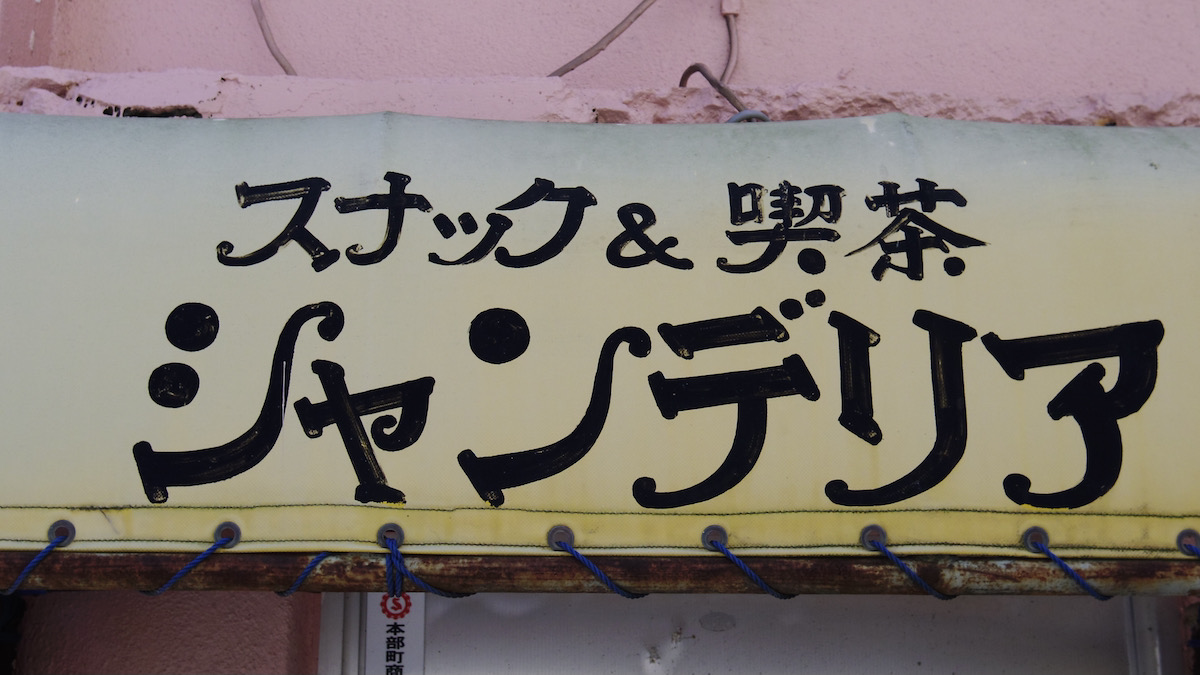 スナック&喫茶
シャンデリア
本部町商